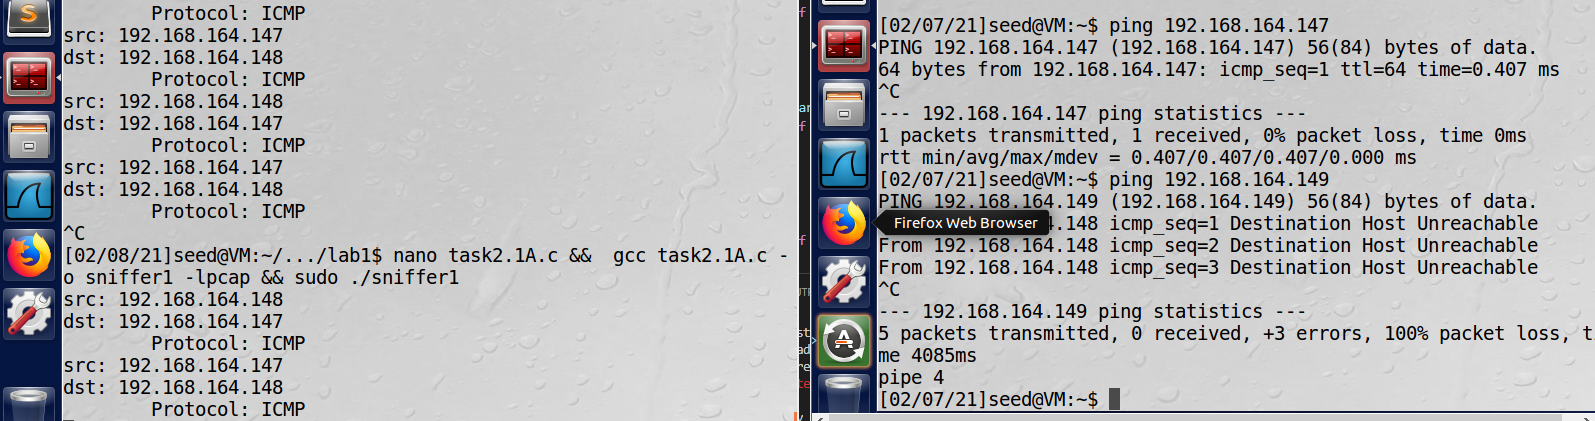 Protocol: ICMP
src: 192.168.164.147
dst: 192.168.164.148
Protocol: ICMP
src: 192.168.164.148
dst: 192.168.164.147
Protocol: ICMP
src: 192.168.164.147
dst: 192.168.164.148
Protocol: ICMP
^C
[02/08/21]seed@VM:~/.../lab1$ nano task2.1A.c &&  gcc task2.1A.c -
o sniffer1 -lpcap && sudo ./sniffer1
src: 192.168.164.148
dst: 192.168.164.147
Protocol: ICMP
src: 192.168.164.147
dst: 192.168.164.148
Protocol: ICMP
[02/07/21]seed@VM:~$ ping 192.168.164.147
PING 192.168.164.147 (192.168.164.147) 56(84) bytes of data.
64 bytes from 192.168.164.147: icmp_seq=1 ttl=64 time=0.407 ms
^C
--- 192.168.164.147 ping statistics ---
1 packets transmitted, 1 received, 0% packet loss, time 0ms
rtt min/avg/max/mdev = 0.407/0.407/0.407/0.000 ms
[02/07/21]seed@VM:~$ ping 192.168.164.149
PING 192.168.164.149 (192.168.164.149) 56(84) bytes of data.
Firefox Web Browser
.148 icmp_seq=1 Destination Host Unreachable
From 192.168.164.148 icmp_seq=2 Destination Host Unreachable
From 192.168.164.148 icmp_seq=3 Destination Host Unreachable
^C
--- 192.168.164.149 ping statistics ---
5 packets transmitted, 0 received, +3 errors, 100% packet loss, ti
me 4085ms
pipe 4
[02/07/21]seed@VM:~$